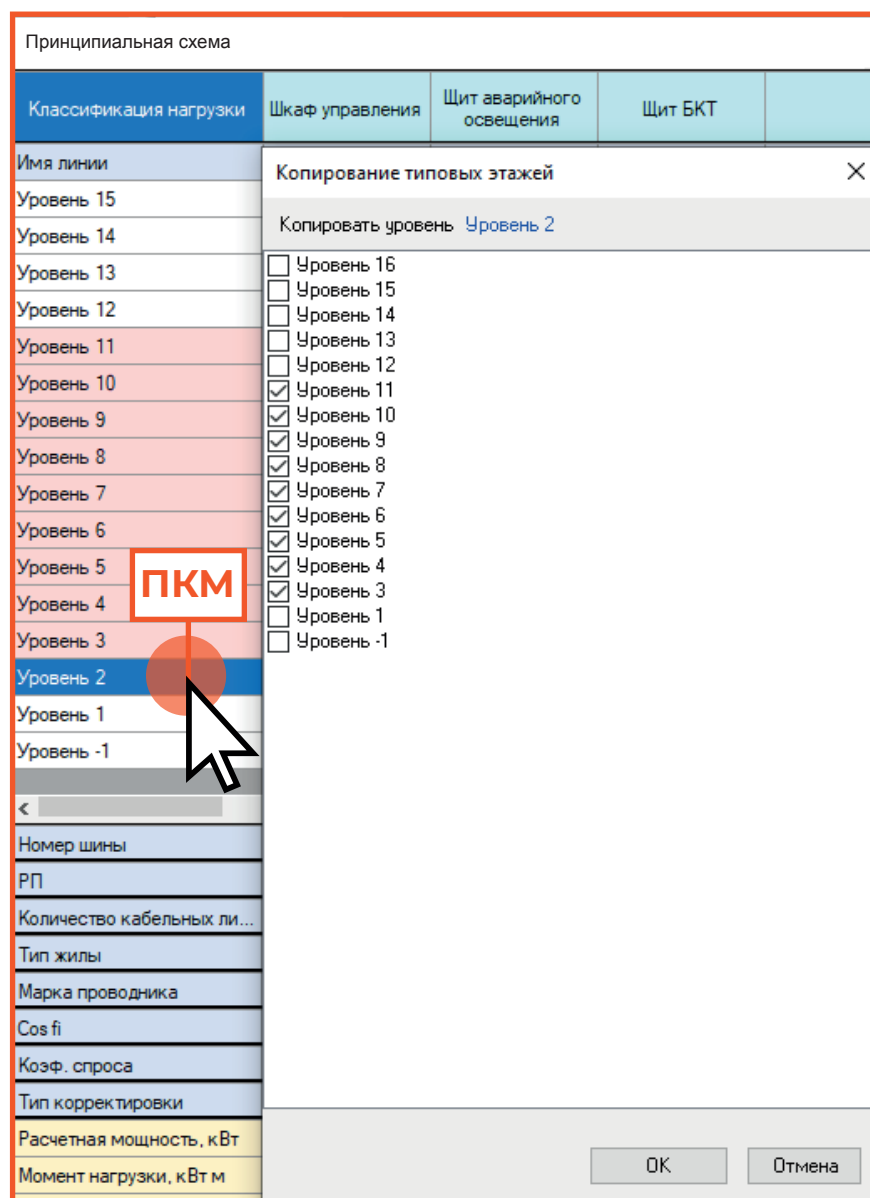 Принципиальная схема
Классификация нагрузки
Шкаф управления
Щит аварийного
освещения
Щит БКТ
Имя линии
Уровень 15
Уровень 14
Уровень 13
Уровень 12
Уровень 11
Уровень 10
Уровень 9
Уровень 8
Уровень 7
Уровень 6
Уровень 5
Уровень 4
Уровень 3
Уровень 2
Уровень 1
Уровень -1
ПКМ
<
Номер шины
РП
Количество кабельных ли...
Тип жилы
Марка проводника
Cos fi
Коэф. спроса
Тип корректировки
Расчетная мощность, кВт
Момент нагрузки, кВт м
Копирование типовых этажей
Копировать уровень Уровень 2
Уровень 16
Уровень 15
Уровень 14
Уровень 13
Уровень 12
Уровень 11
Уровень 10
Уровень 9
Уровень 8
Уровень 7
Уровень 6
Уровень 5
Уровень 4
Уровень 3
Уровень 1
Уровень -1
OK Отмена